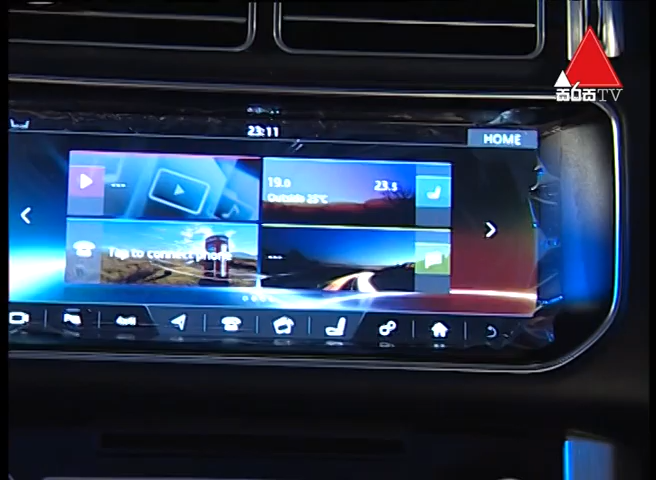 සිරස TV
23:11
HOME
19.0
23.5
Outside 25°C
Tap to connect phone